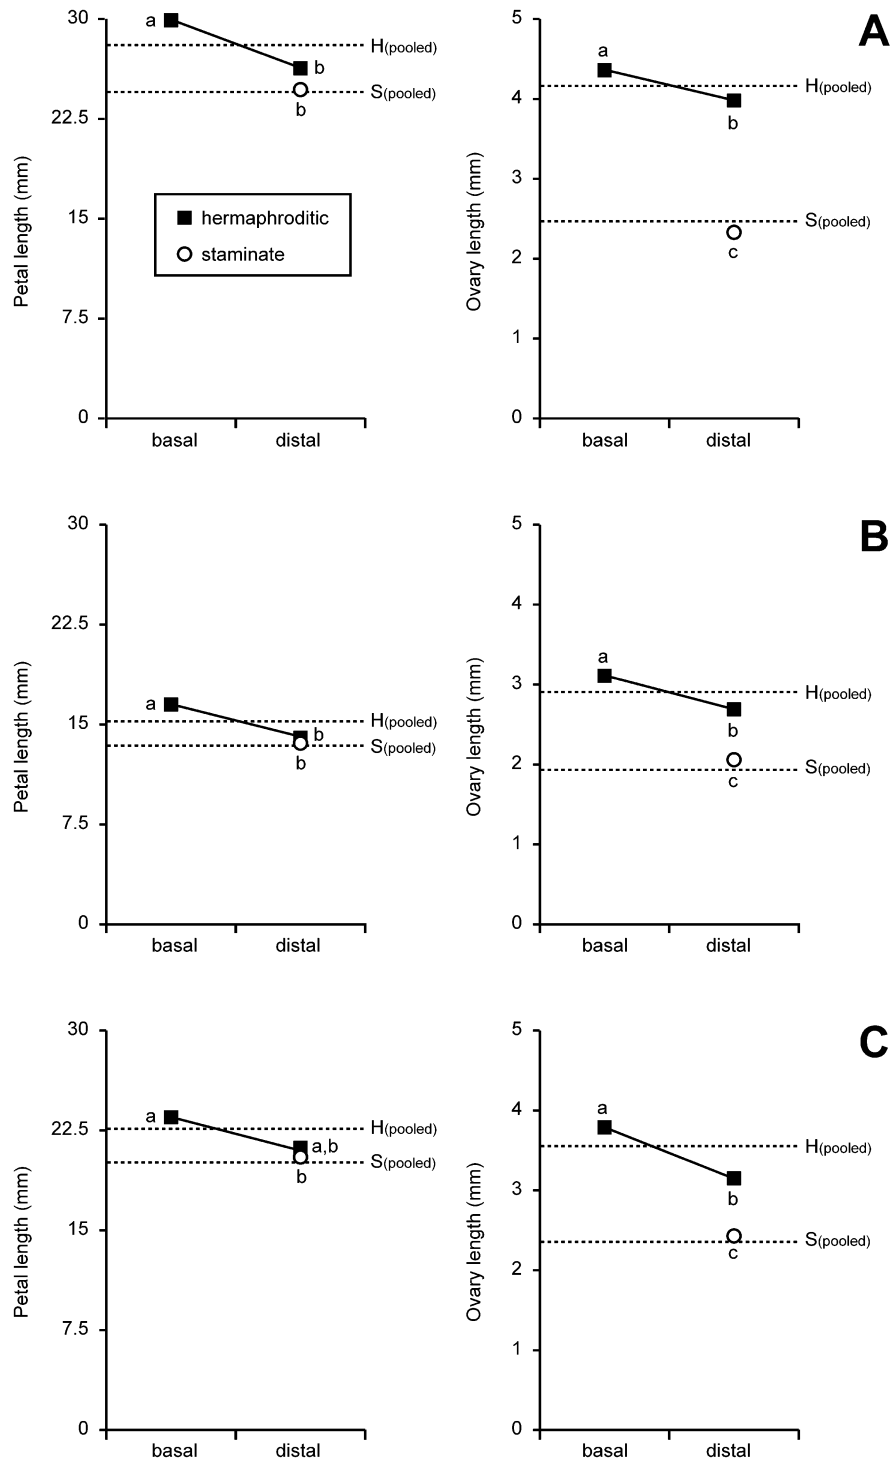 A
Petal length (mm)
30
22.5
15
7.5
0
a
b
b
H(pooled)
S(pooled)
hermaphroditic
staminate
basal
distal
Ovary length (mm)
5
4
3
2
1
0
a
b
c
H(pooled)
S(pooled)
basal
distal
B
Petal length (mm)
30
22.5
15
7.5
0
a
b
b
H(pooled)
S(pooled)
basal
distal
Ovary length (mm)
5
4
3
2
1
0
a
b
c
H(pooled)
S(pooled)
basal
distal
C
Petal length (mm)
30
22.5
15
7.5
0
a
a,b
b
H(pooled)
S(pooled)
basal
distal
Ovary length (mm)
5
4
3
2
1
0
a
b
c
H(pooled)
S(pooled)
basal
distal